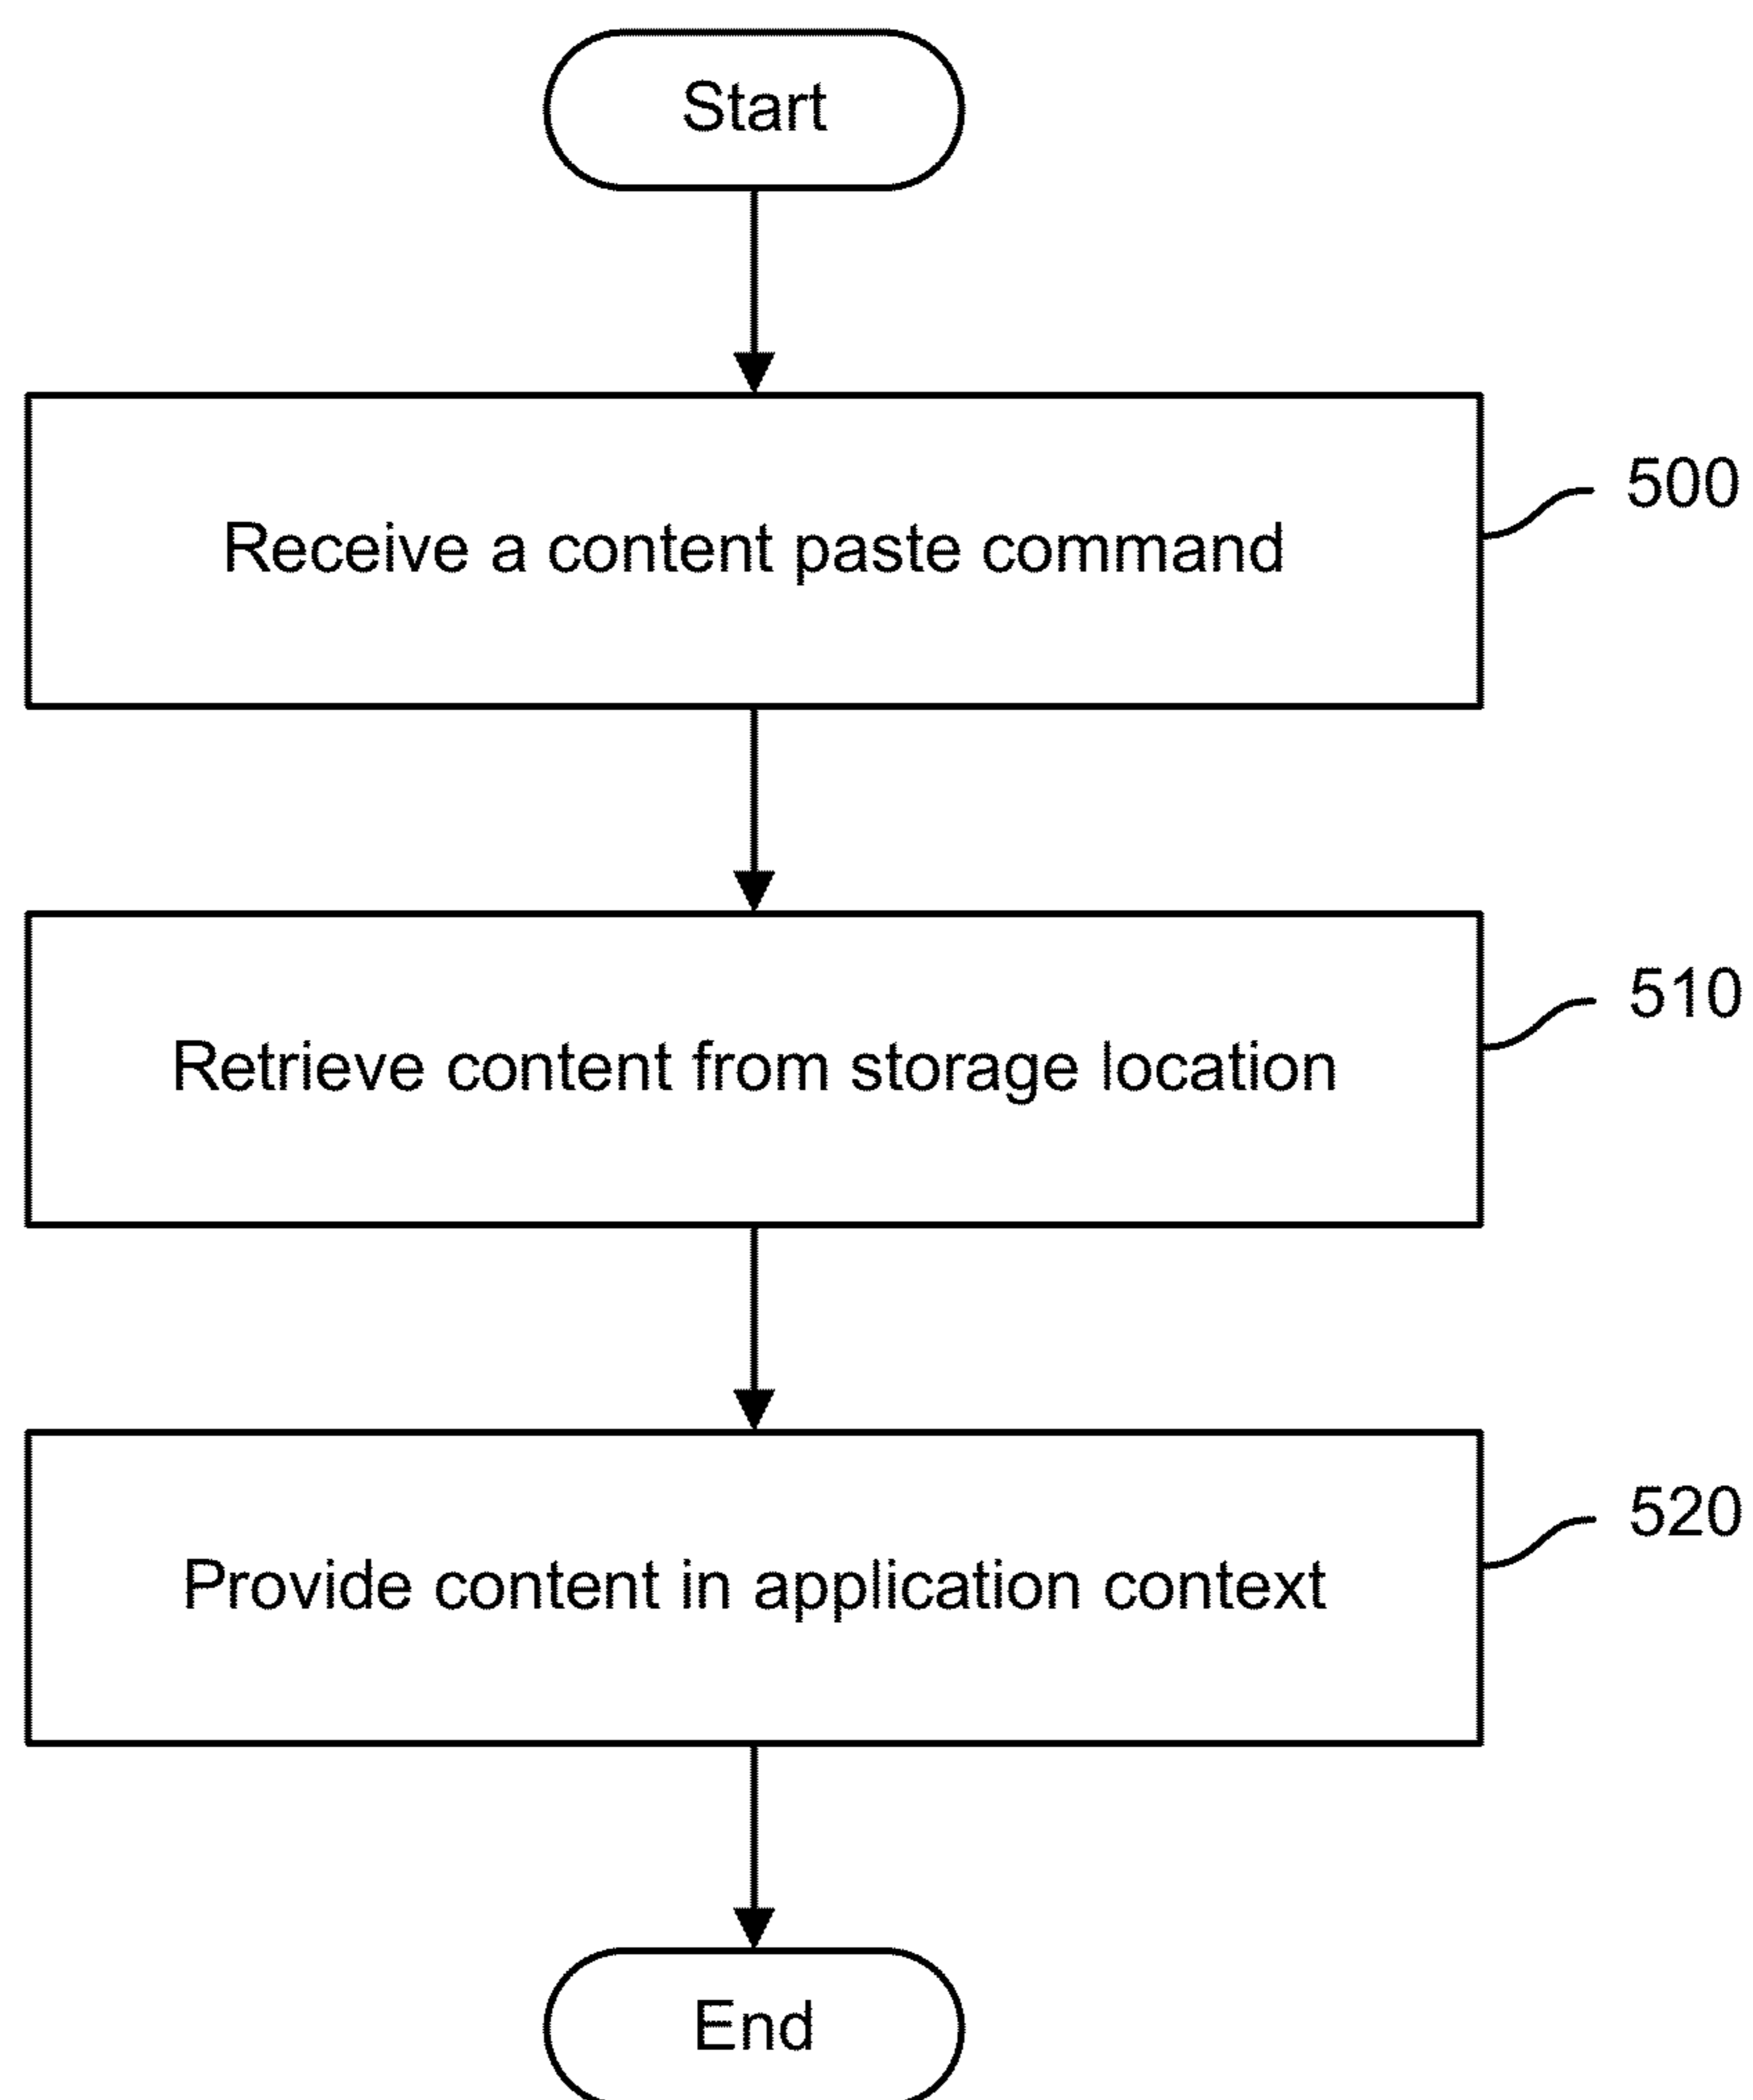 Start
Receive a content paste command
500
Retrieve content from storage location
510
Provide content in application context
520
End